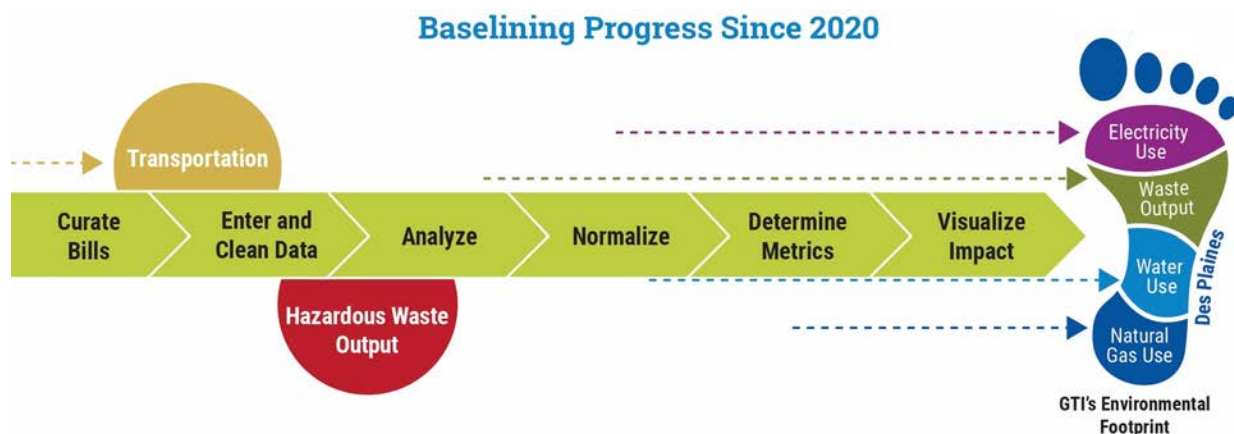 Baselining Progress Since 2020
Transportation
Curate
Bills
Enter and
Clean Data
Analyze
Normalize
Determine
Metrics
Visualize
Impact
Hazardous Waste
Output
Electricity
Use
Waste
Output
Water
Use
Natural
Gas Use
Des Plaines
GTI's Environmental
Footprint